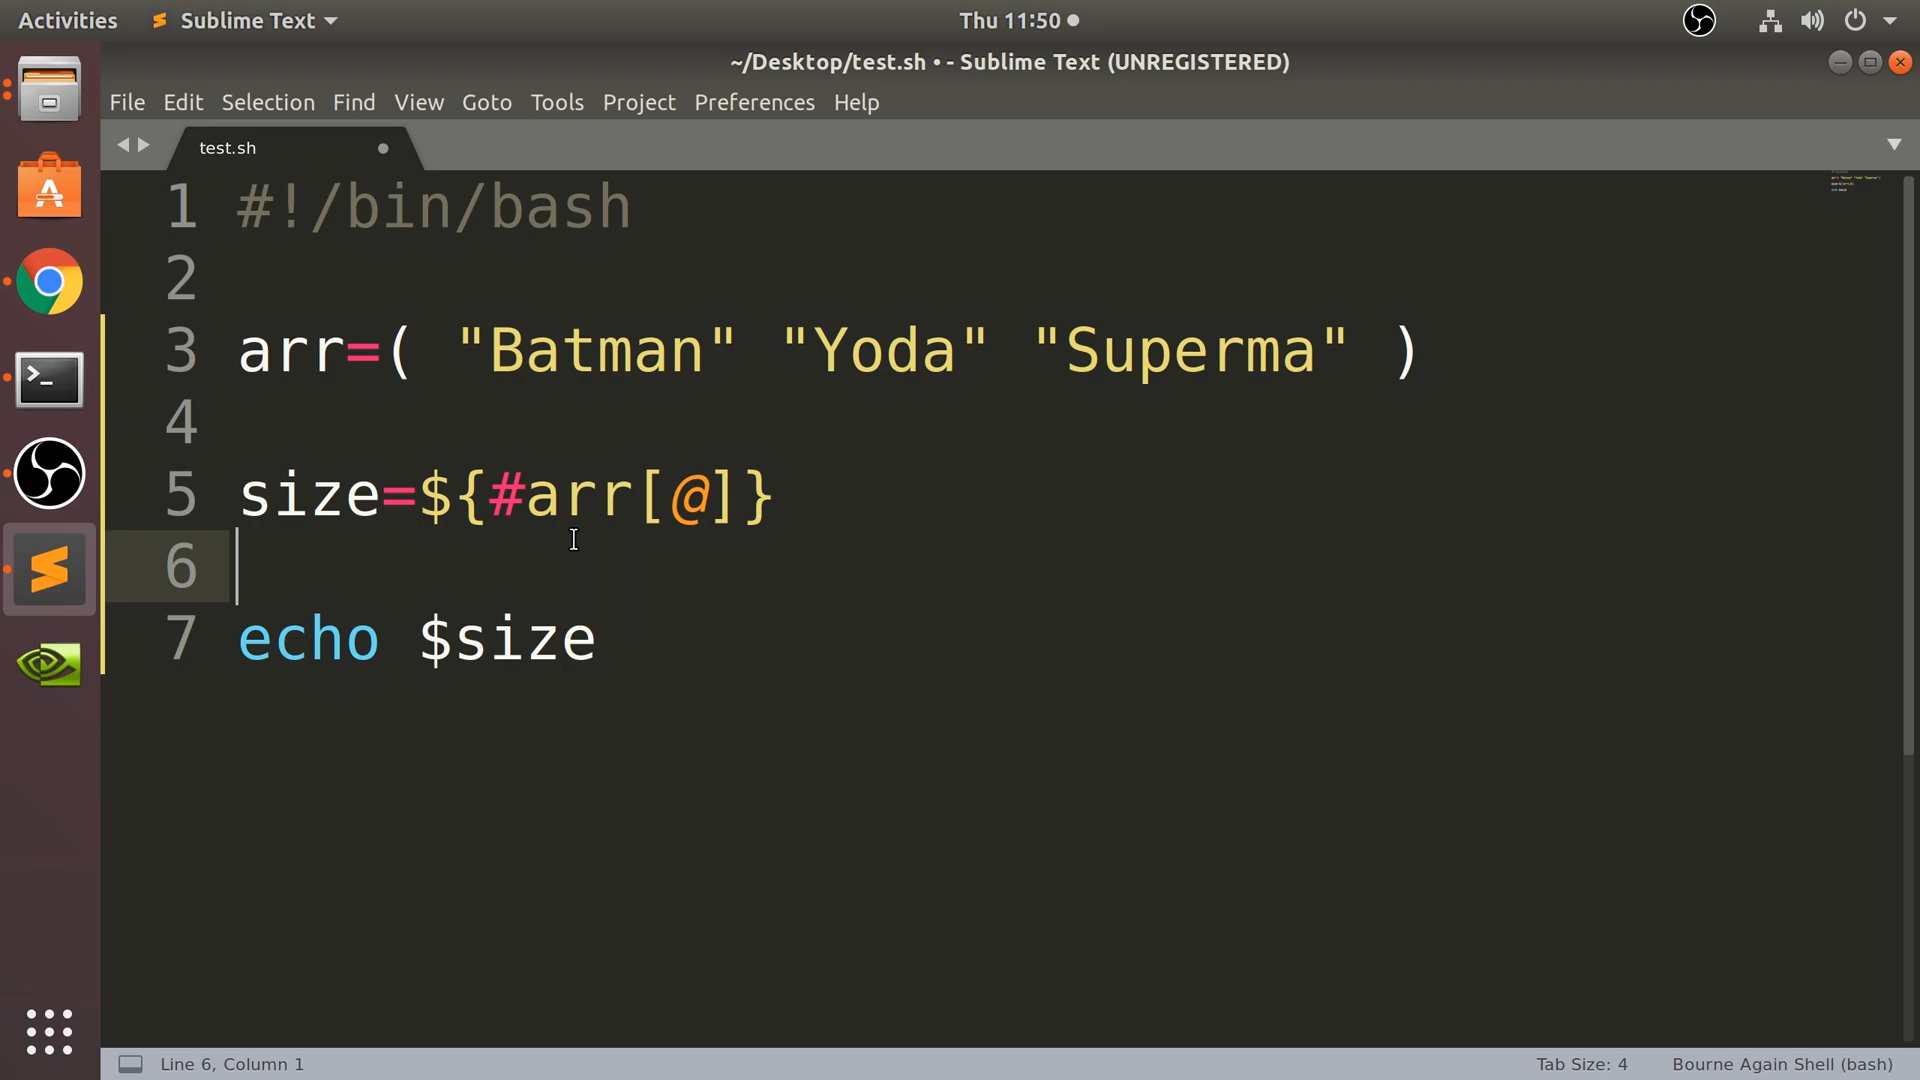 Activities Sublime Text Thu 11:50
~/Desktop/test.sh • - Sublime Text (UNREGISTERED)
File Edit Selection Find View Goto Tools Project Preferences Help
test.sh
1 #!/bin/bash
2
3 arr=( "Batman" "Yoda" "Superma" )
4
5 size=${#arr[@]}
6
7 echo $size
Line 6, Column 1 Tab Size: 4 Bourne Again Shell (bash)